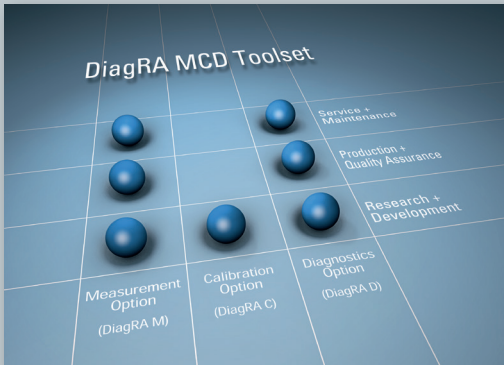 DiagRA MCD Toolset
Service +
Maintenance
Production +
Quality Assurance
Research +
Development
Measurement
Option
(DiagRA M)
Calibration
Option
(DiagRA C)
Diagnostics
Option
(DiagRA D)